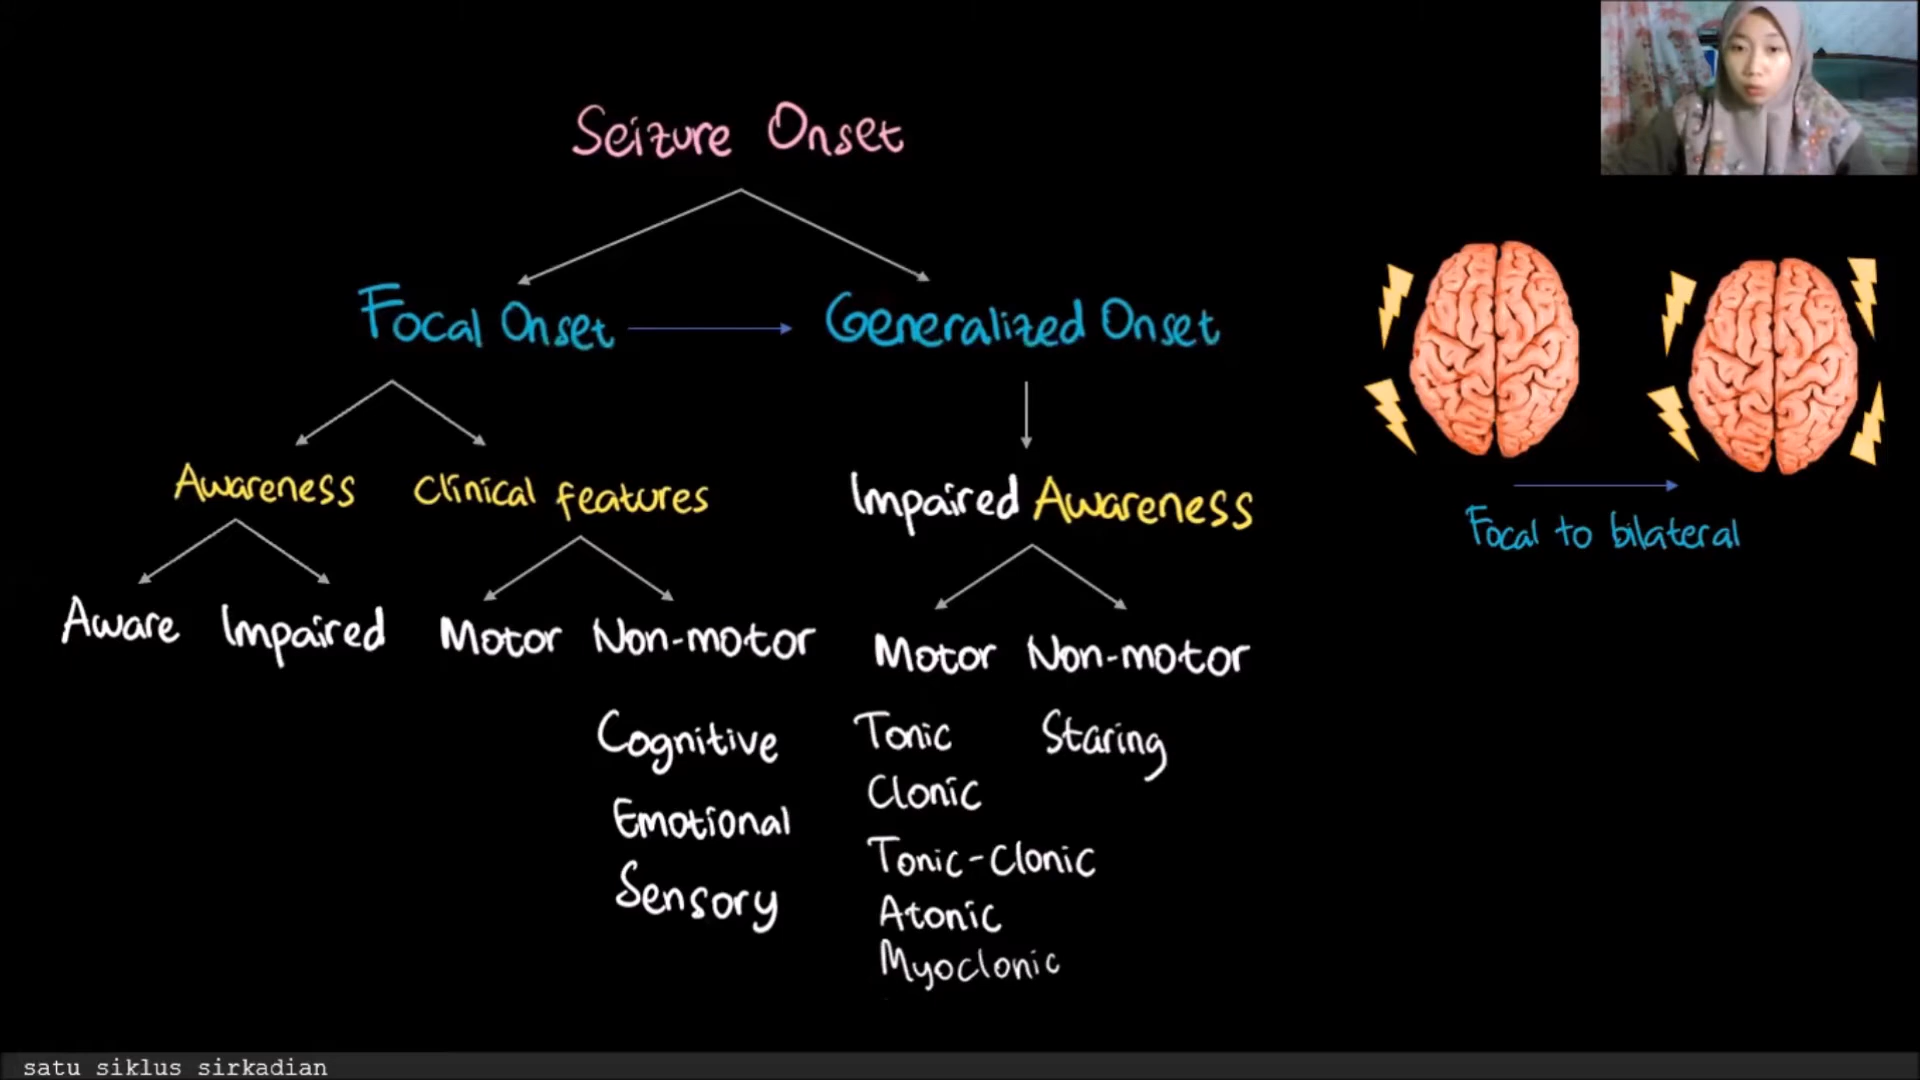 Seizure Onset
Focal Onset
Generalized Onset
Awareness
Clinical features
Impaired Awareness
Focal to bilateral
Aware
Impaired
Motor
Non-motor
Motor
Non-motor
Cognitive
Emotional
Sensory
Tonic
Clonic
Tonic-Clonic
Atonic
Myoclonic
Staring
satu siklus sirkadian